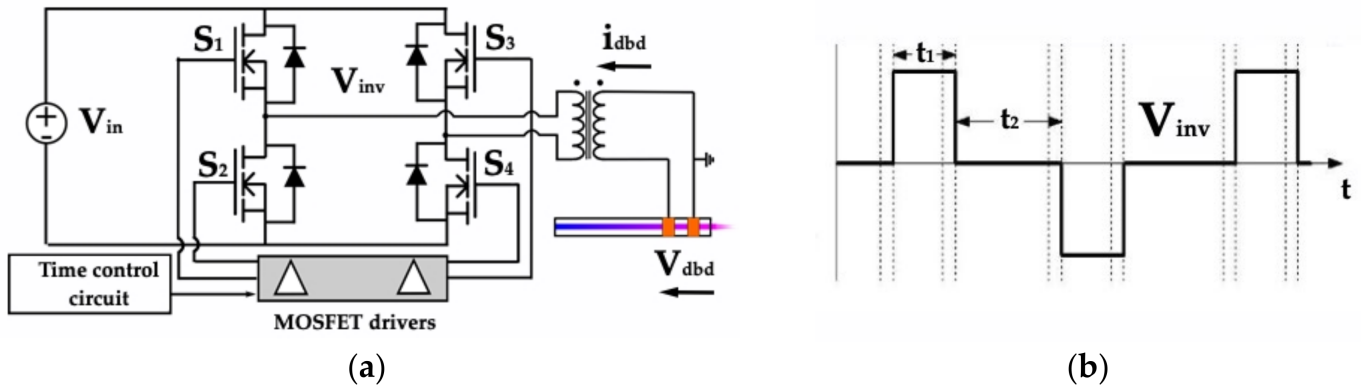 S1
S3
idbd
Vinv
+
-
Vin
S2
S4
Vdbd
Time control
circuit
MOSFET drivers
(a)
t1
t2
Vinv
t
(b)